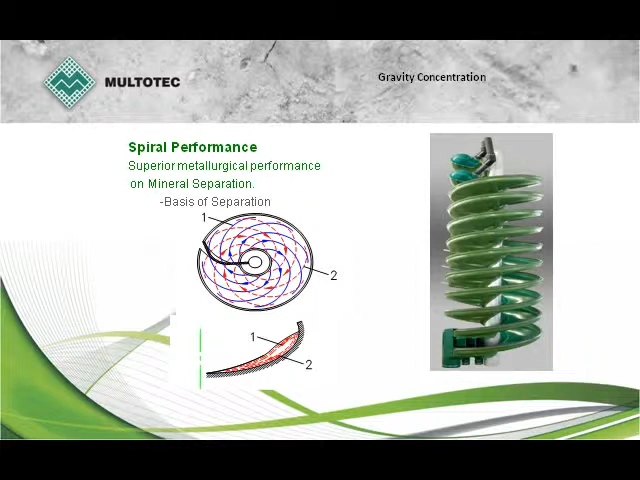 MULTOTEC
Gravity Concentration
Spiral Performance
Superior metallurgical performance
on Mineral Separation.
-Basis of Separation
1
2
1
2